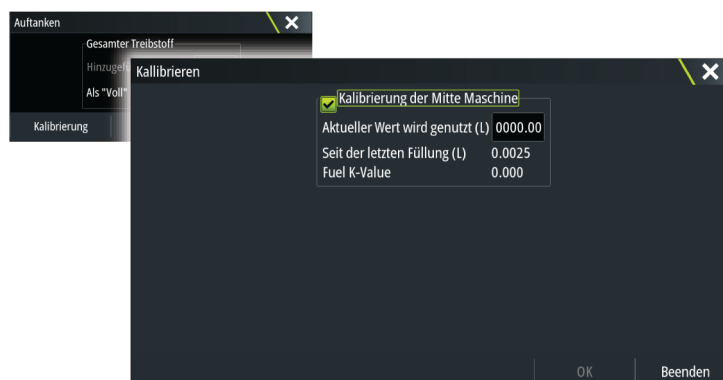 Auftanken
Gesamter Treibstoff
Als "Voll"
Kalibrierung
Kallibrieren
Kalibrierung der Mitte Maschine
Aktueller Wert wird genutzt (L) 0000.00
Seit der letzten Füllung (L) 0.0025
Fuel K-Value 0.000
OK
Beenden